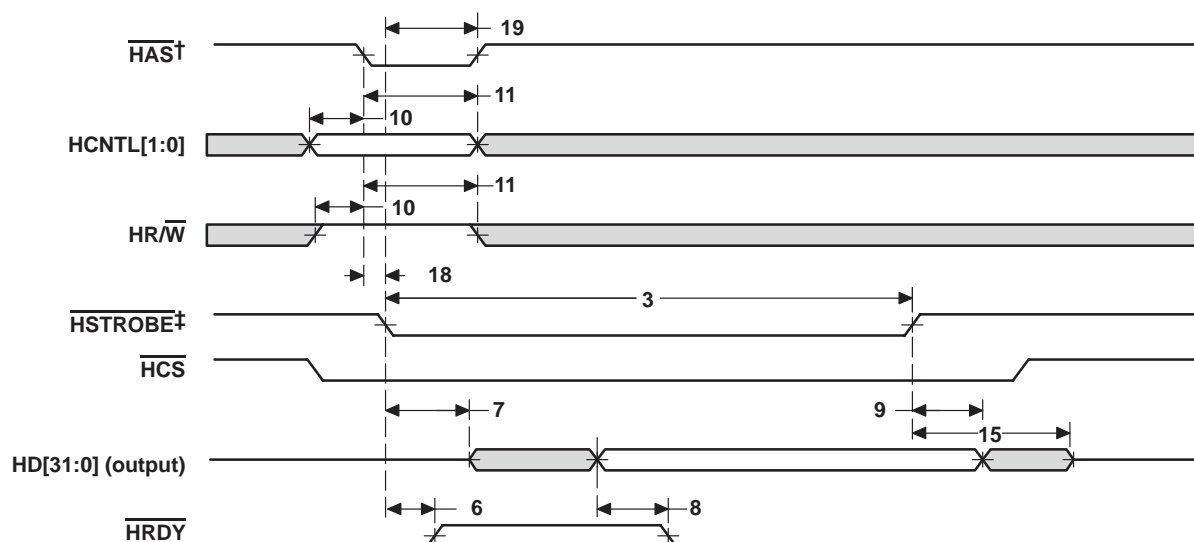 19
HAS†
11
10
HCNTL[1:0]
11
10
HR/W
18
3
HSTROBE‡
HCS
7
9
15
HD[31:0] (output)
6
8
HRDY